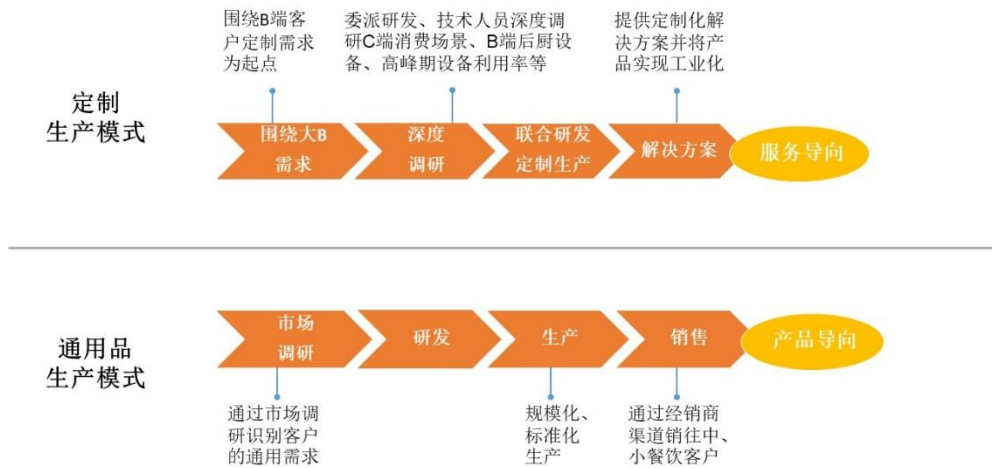 围绕B端客
户定制需求
为起点
委派研发、技术人员深度调
研C端消费场景、B端后厨设
备、高峰期设备利用率等
提供定制化解
决方案并将产
品实现工业化
定制
生产模式
围绕大B
需求
深度
调研
联合研发
定制生产
解决方案
服务导向
通用品
生产模式
市场
调研
研发
生产
销售
产品导向
通过市场调
研识别客户
的通用需求
规模化、
标准化
生产
通过经销商
渠道销往中、
小餐饮客户